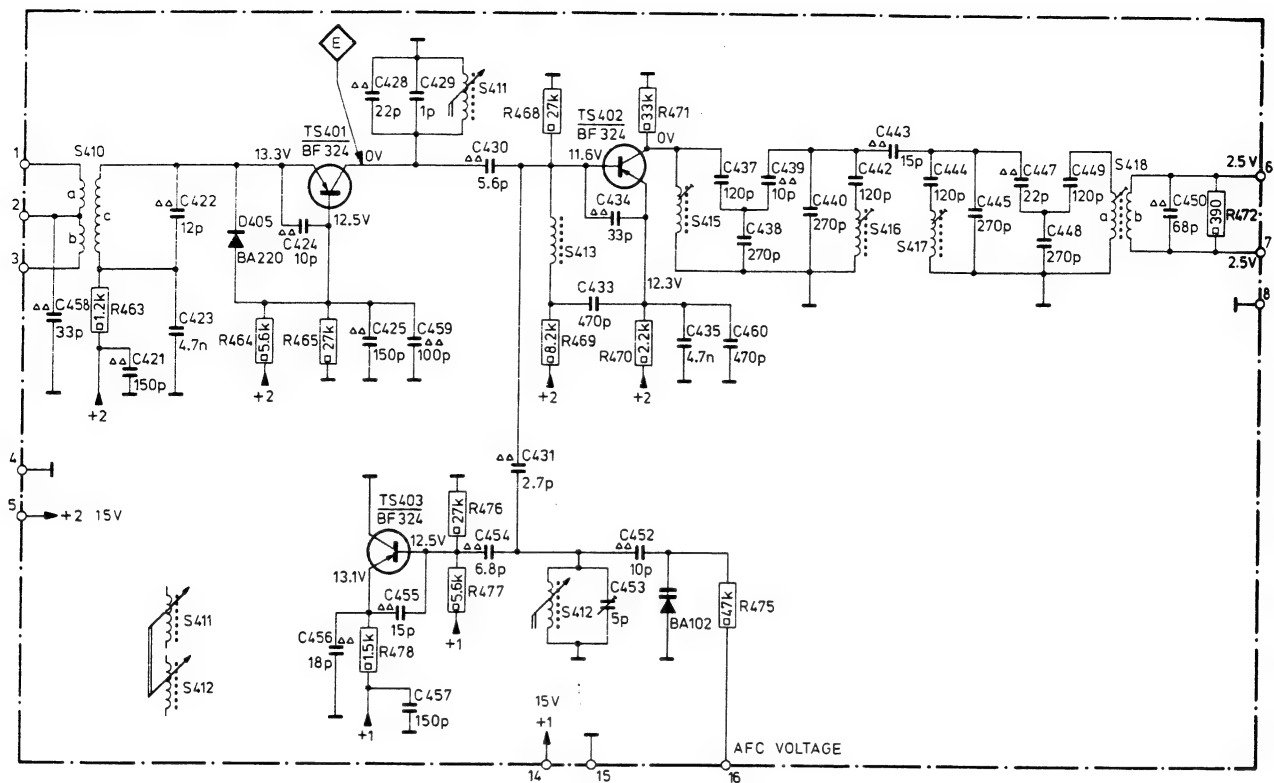 E
C428
22p
C429
1p
S411
TS401
BF324
13.3V
0V
12.5V
C430
5.6p
R468
27k
TS402
BF324
11.6V
R471
33k
0V
C434
33p
S413
12.3V
C433
470p
R469
8.2k
+2
R470
2.2k
+2
C435
4.7n
C460
470p
S415
C437
120p
C439
10p
C438
270p
C440
270p
C442
120p
S416
C443
15p
C444
120p
S417
C445
270p
C447
22p
C448
270p
C449
120p
S418
a
b
C450
68p
R472
390
2.5V
6
7
2.5V
8
1
2
3
S410
a
b
c
C458
33p
R463
1.2k
C421
150p
+2
C422
12p
C423
4.7n
D405
BA220
C424
10p
R464
5.6k
+2
R465
27k
C425
150p
C459
100p
4
5
+2 15V
S411
S412
C431
2.7p
TS403
BF324
12.5V
13.1V
R476
27k
C454
6.8p
R477
5.6k
+1
C455
15p
C456
18p
R478
1.5k
+1
C457
150p
S412
C453
5p
C452
10p
BA102
R475
47k
15V
+1
14
15
16
AFC VOLTAGE